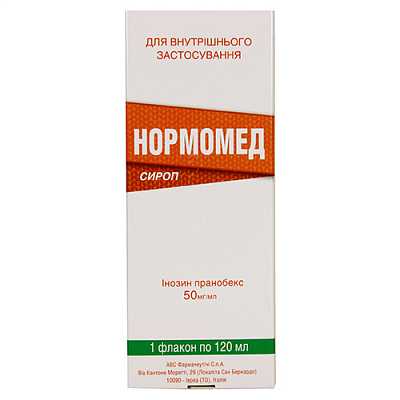 ДЛЯ ВНУТРІШНЬОГО
ЗАСТОСУВАННЯ
НОРМОМЕД
СИРОП
Інозин пранобекс
50мг/мл
1 флакон по 120 мл
АВС Фармачеутічі С.п.А.
Віа Кантоне Моретті, 29 (Локаліта Сан Бернардо)
10090 - Івреа (ТО), Італія